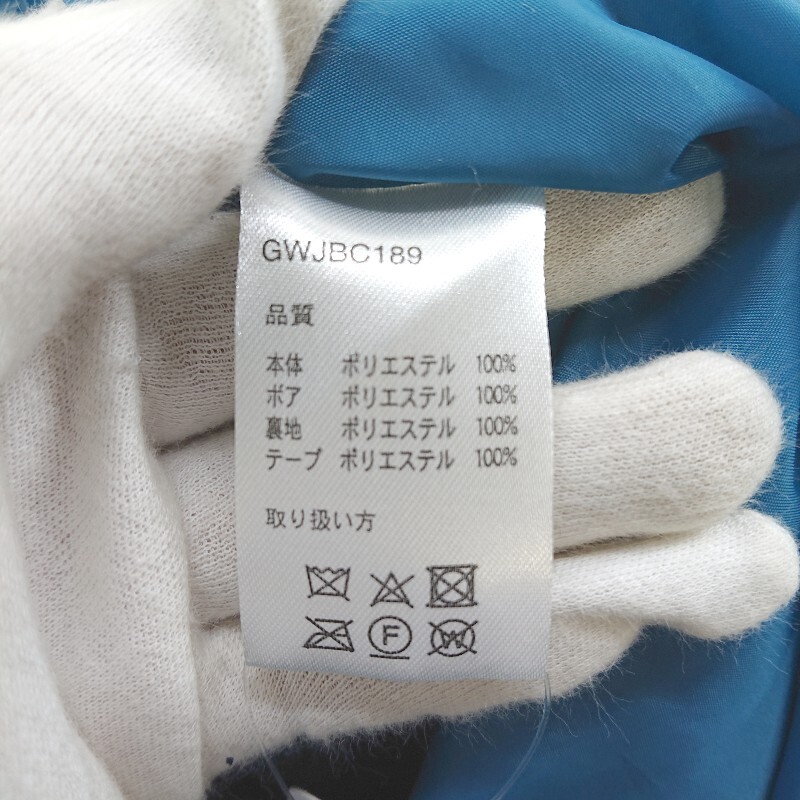 GWJBC189
品質
本体 ポリエステル 100%
ボア ポリエステル 100%
裏地 ポリエステル 100%
テープ ポリエステル 100%
取り扱い方
F W